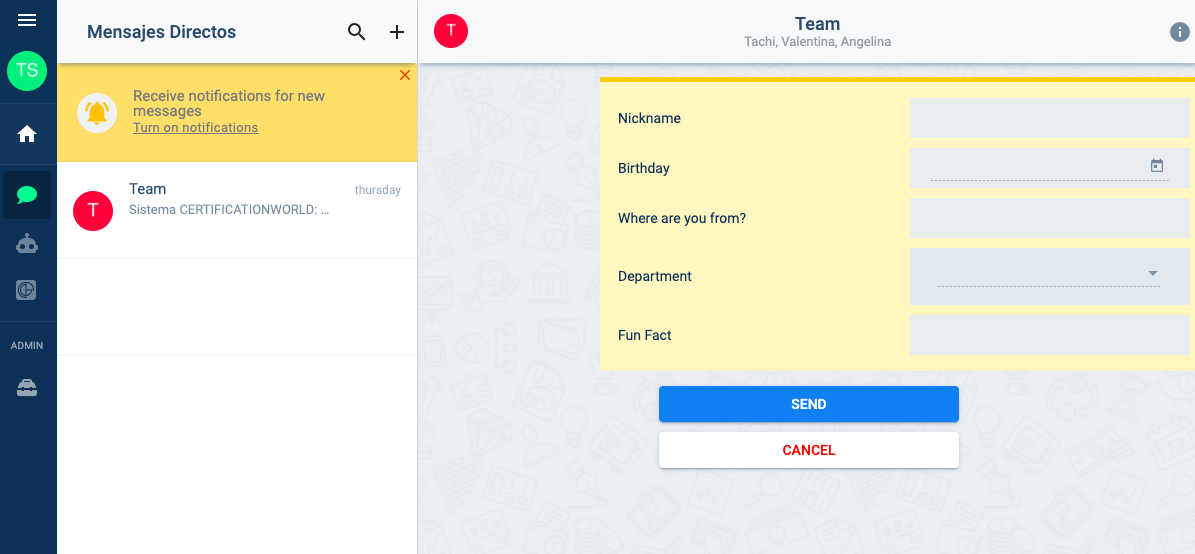 TS
ADMIN
Mensajes Directos
Receive notifications for new
messages
Turn on notifications
T
Team
thursday
Sistema CERTIFICATIONWORLD: ...
T
Team
Tachi, Valentina, Angelina
Nickname
Birthday
Where are you from?
Department
Fun Fact
SEND
CANCEL